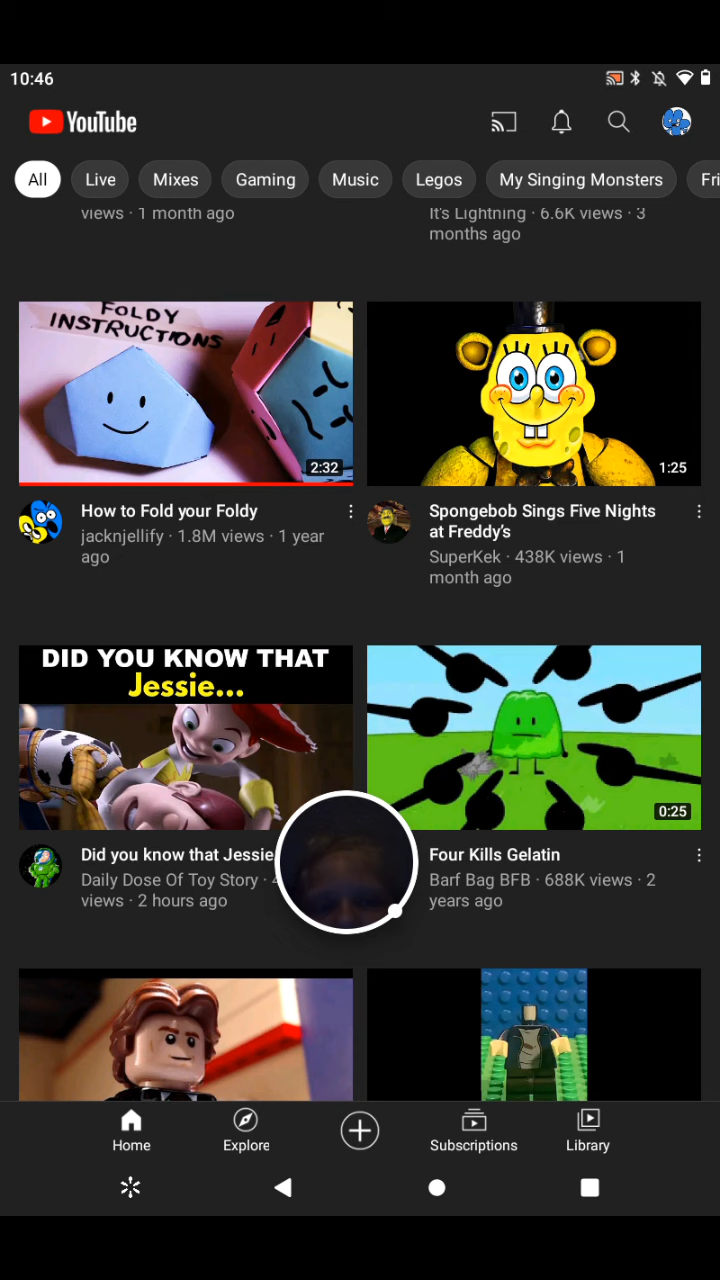 10:46
YouTube
All
Live
Mixes
Gaming
Music
Legos
My Singing Monsters
Fri
views · 1 month ago
It's Lightning · 6.6K views · 3
months ago
FOLDY
INSTRUCTIONS
2:32
1:25
How to Fold your Foldy
jacknjellify · 1.8M views · 1 year
ago
Spongebob Sings Five Nights
at Freddy's
SuperKek · 438K views · 1
month ago
DID YOU KNOW THAT
Jessie...
0:25
Did you know that Jessie
Daily Dose Of Toy Story ·
views · 2 hours ago
Four Kills Gelatin
Barf Bag BFB · 688K views · 2
years ago
Home
Explore
Subscriptions
Library